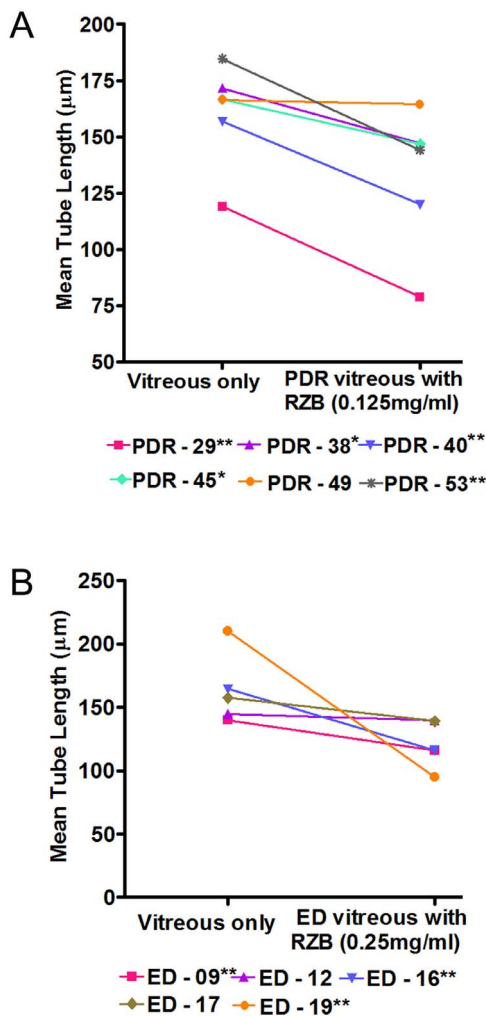 A
Mean Tube Length (μm)
200
175
150
125
100
75
50
Vitreous only
PDR vitreous with
RZB (0.125mg/ml)
PDR - 29** PDR - 38* PDR - 40**
PDR - 45* PDR - 49 PDR - 53**
B
Mean Tube Length (μm)
250
200
150
100
50
0
Vitreous only
ED vitreous with
RZB (0.25mg/ml)
ED - 09** ED - 12 ED - 16**
ED - 17 ED - 19**